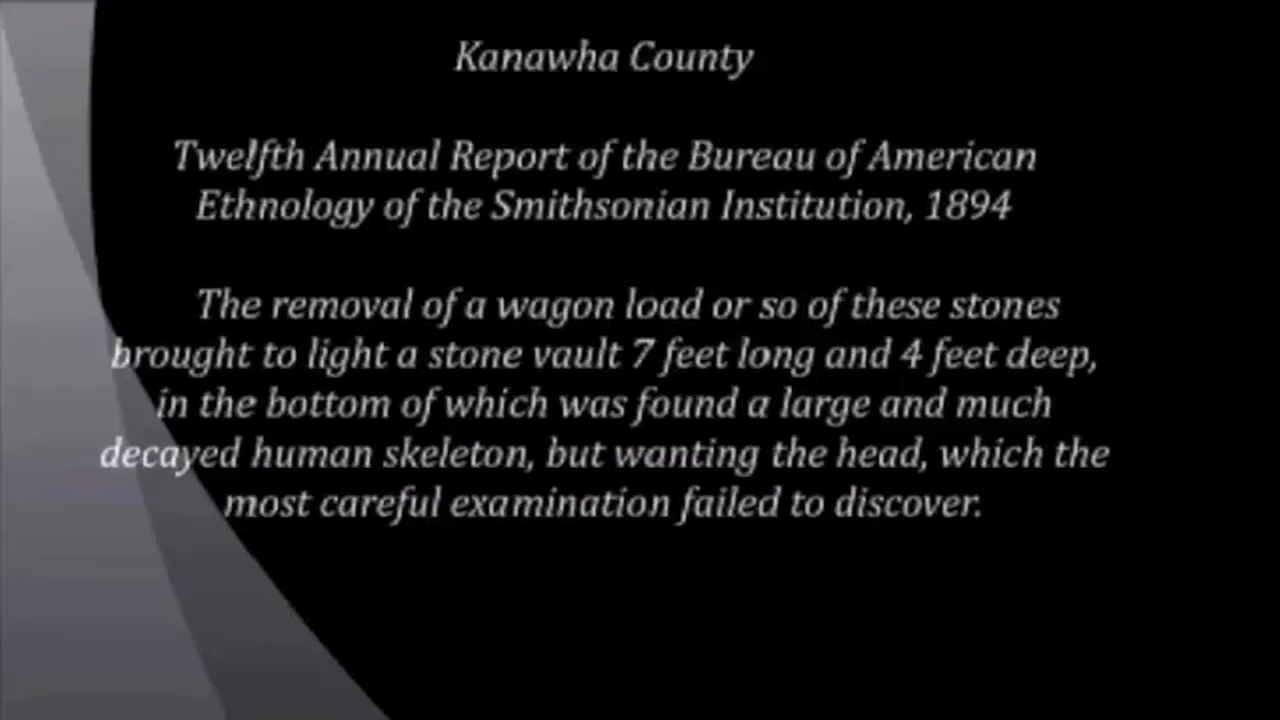 Kanawha County
Twelfth Annual Report of the Bureau of American
Ethnology of the Smithsonian Institution, 1894
The removal of a wagon load or so of these stones
brought to light a stone vault 7 feet long and 4 feet deep,
in the bottom of which was found a large and much
decayed human skeleton, but wanting the head, which the
most careful examination failed to discover.